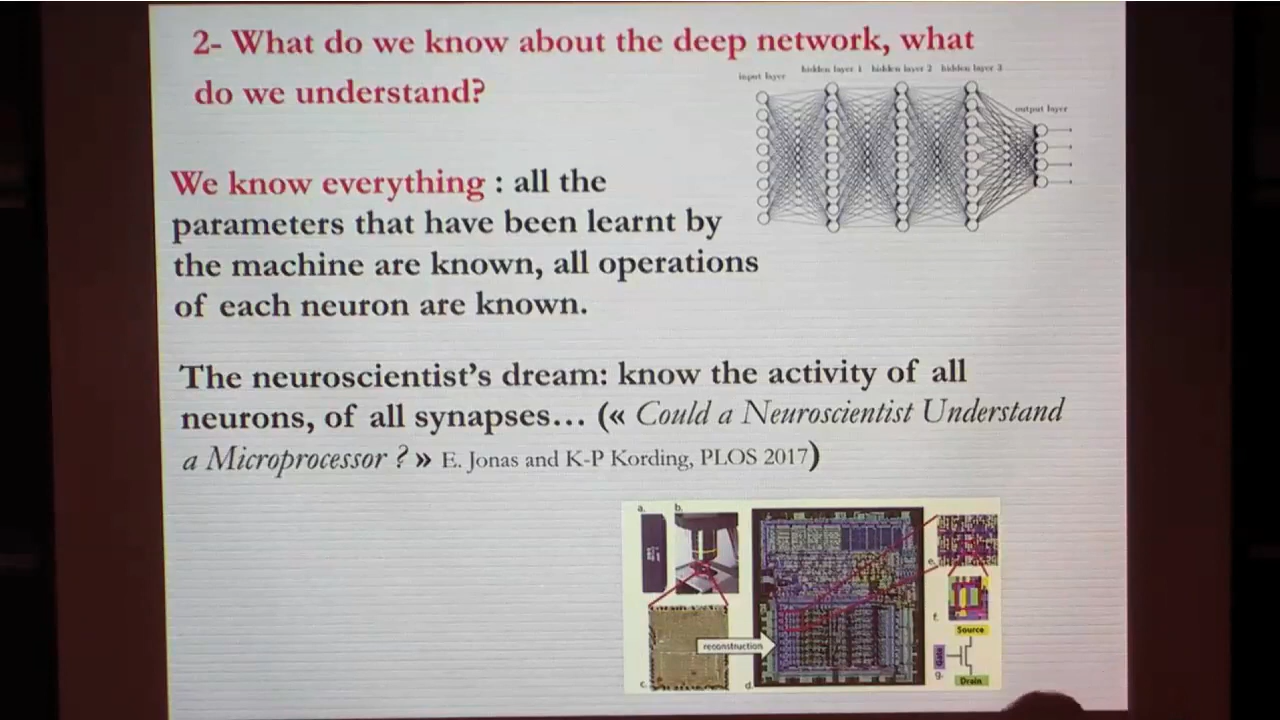 2- What do we know about the deep network, what
do we understand?
input layer
hidden layer 1 hidden layer 2 hidden layer 3
output layer
We know everything : all the
parameters that have been learnt by
the machine are known, all operations
of each neuron are known.
The neuroscientist's dream: know the activity of all
neurons, of all synapses… (« Could a Neuroscientist Understand
a Microprocessor ? » E. Jonas and K-P Kording, PLOS 2017)
a.
b.
e.
f.
Source
reconstruction
Gate
g.
Drain
c.
d.